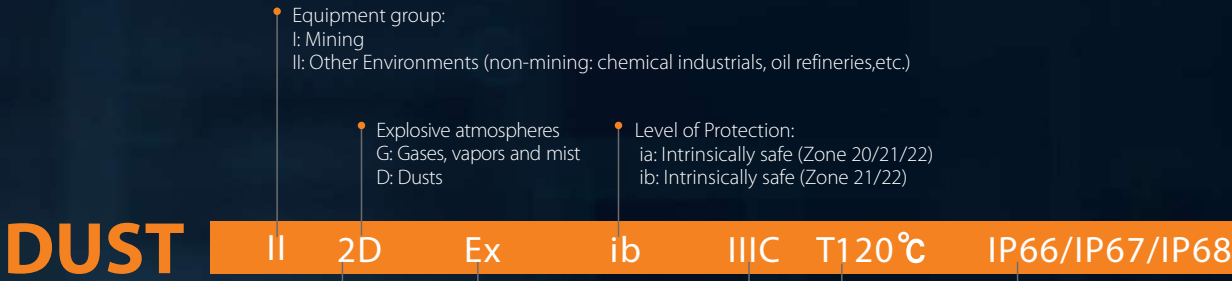 Equipment group:
I: Mining
II: Other Environments (non-mining: chemical industrials, oil refineries,etc.)
Explosive atmospheres
G: Gases, vapors and mist
D: Dusts
Level of Protection:
ia: Intrinsically safe (Zone 20/21/22)
ib: Intrinsically safe (Zone 21/22)
DUST II 2D Ex ib IIIC T120℃ IP66/IP67/IP68